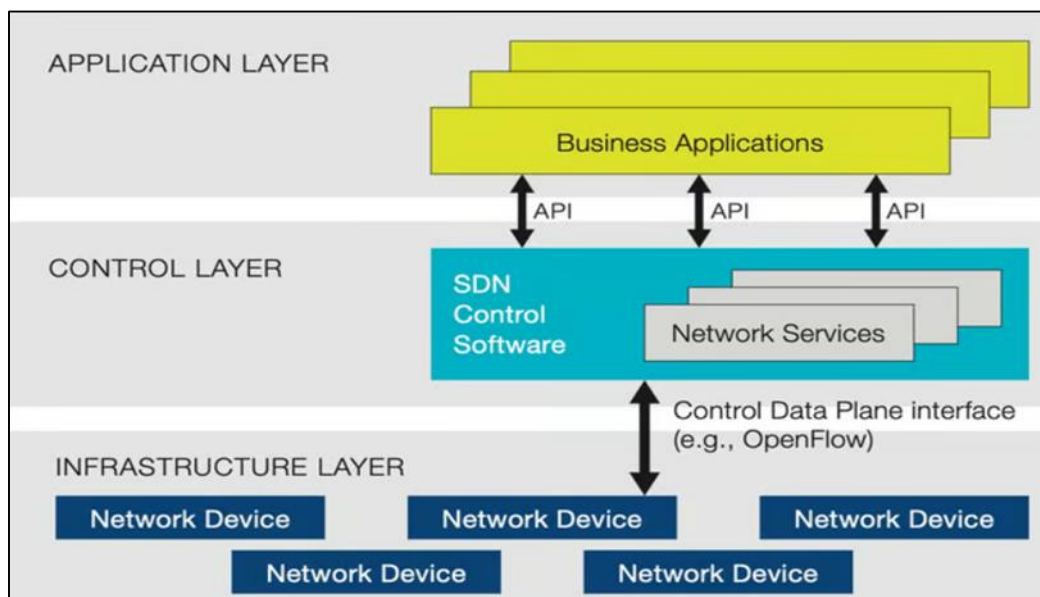 APPLICATION LAYER
Business Applications
API
API
API
CONTROL LAYER
SDN
Control
Software
Network Services
Control Data Plane interface
(e.g., OpenFlow)
INFRASTRUCTURE LAYER
Network Device
Network Device
Network Device
Network Device
Network Device